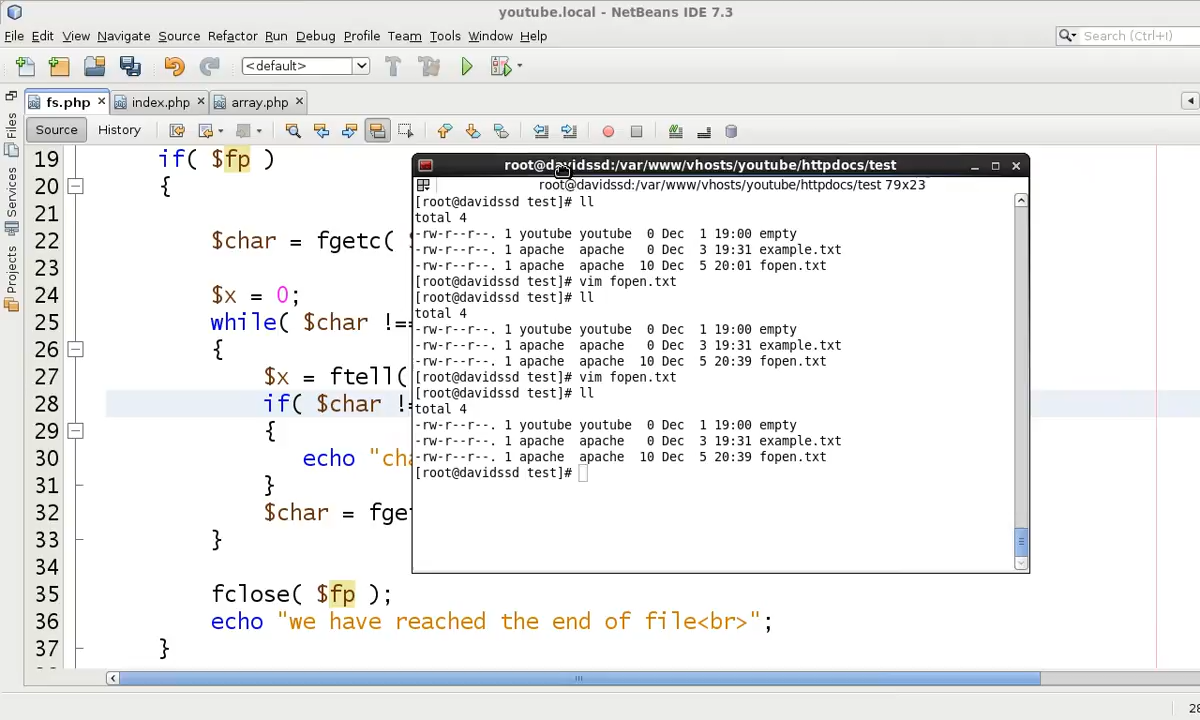 youtube.local - NetBeans IDE 7.3
File Edit View Navigate Source Refactor Run Debug Profile Team Tools Window Help
Search (Ctrl+I)
<default>
fs.php index.php array.php
Source History
Files
Services
Projects
19 if( $fp )
20 {
21
22 $char = fgetc(
23
24 $x = 0;
25 while( $char !==
26 {
27 $x = ftell(
28 if( $char !=
29 {
30 echo "cha
31 }
32 $char = fge
33 }
34
35 fclose( $fp );
36 echo "we have reached the end of file<br>";
37 }
28
root@davidssd:/var/www/vhosts/youtube/httpdocs/test
root@davidssd:/var/www/vhosts/youtube/httpdocs/test 79x23
[root@davidssd test]# ll
total 4
-rw-r--r--. 1 youtube youtube 0 Dec 1 19:00 empty
-rw-r--r--. 1 apache apache 0 Dec 3 19:31 example.txt
-rw-r--r--. 1 apache apache 10 Dec 5 20:01 fopen.txt
[root@davidssd test]# vim fopen.txt
[root@davidssd test]# ll
total 4
-rw-r--r--. 1 youtube youtube 0 Dec 1 19:00 empty
-rw-r--r--. 1 apache apache 0 Dec 3 19:31 example.txt
-rw-r--r--. 1 apache apache 10 Dec 5 20:39 fopen.txt
[root@davidssd test]# vim fopen.txt
[root@davidssd test]# ll
total 4
-rw-r--r--. 1 youtube youtube 0 Dec 1 19:00 empty
-rw-r--r--. 1 apache apache 0 Dec 3 19:31 example.txt
-rw-r--r--. 1 apache apache 10 Dec 5 20:39 fopen.txt
[root@davidssd test]#